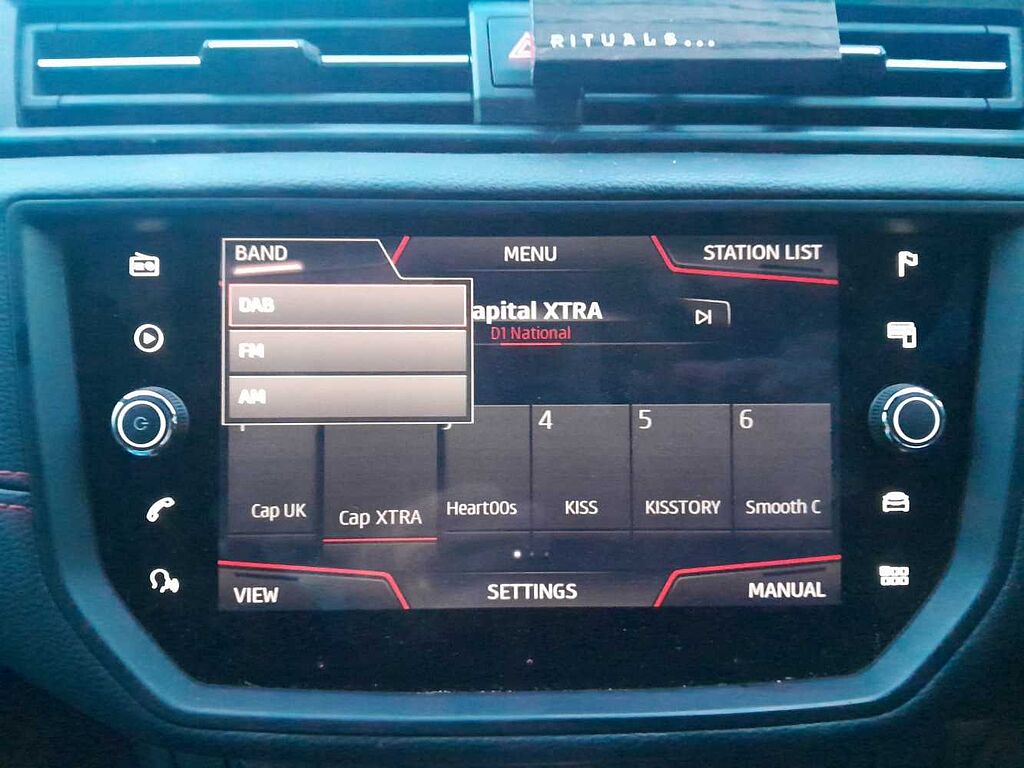 RITUALS...
BAND
MENU
STATION LIST
DAB
FM
AM
apital XTRA
D1 National
4
5
6
Cap UK
Cap XTRA
Heart00s
KISS
KISSTORY
Smooth C
VIEW
SETTINGS
MANUAL